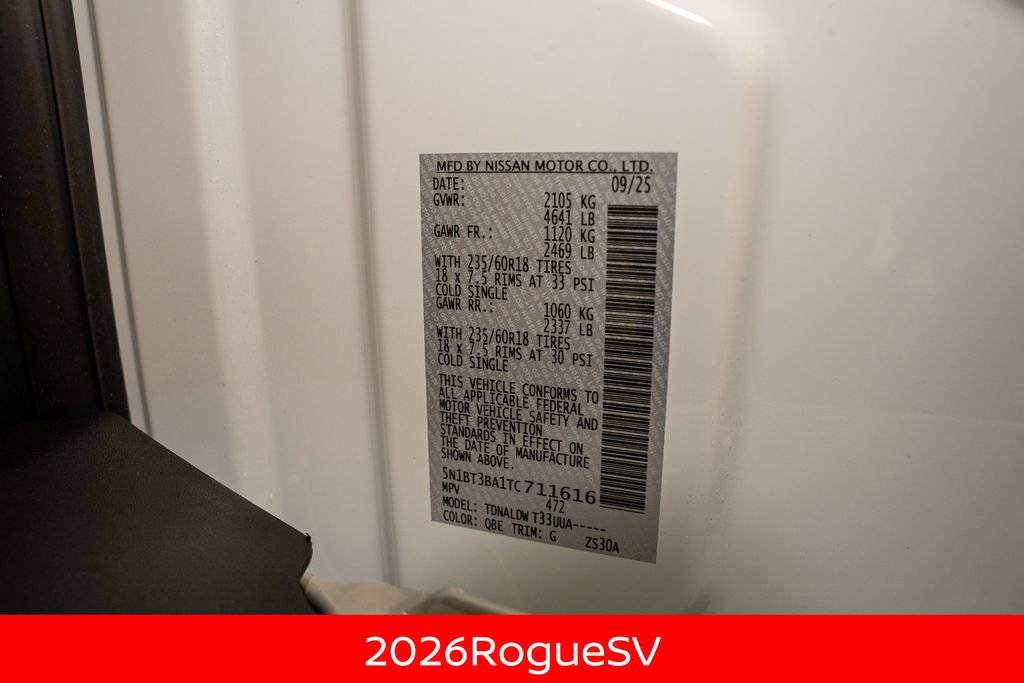 MFD BY NISSAN MOTOR CO., LTD.
DATE: 09/25
GVWR: 2105 KG
4641 LB
GAWR FR.: 1120 KG
2469 LB
WITH 235/60R18 TIRES
18 x 7.5 RIMS AT 33 PSI
COLD SINGLE
GAWR RR.: 1060 KG
2337 LB
WITH 235/60R18 TIRES
18 x 7.5 RIMS AT 30 PSI
COLD SINGLE
THIS VEHICLE CONFORMS TO
ALL APPLICABLE FEDERAL
MOTOR VEHICLE SAFETY AND
THEFT PREVENTION
STANDARDS IN EFFECT ON
THE DATE OF MANUFACTURE
SHOWN ABOVE.
5N1BT3BA1TC711616
MPV 472
MODEL: TDNALDW T33UUA-----
COLOR: QBE TRIM: G ZS30A
2026RogueSV